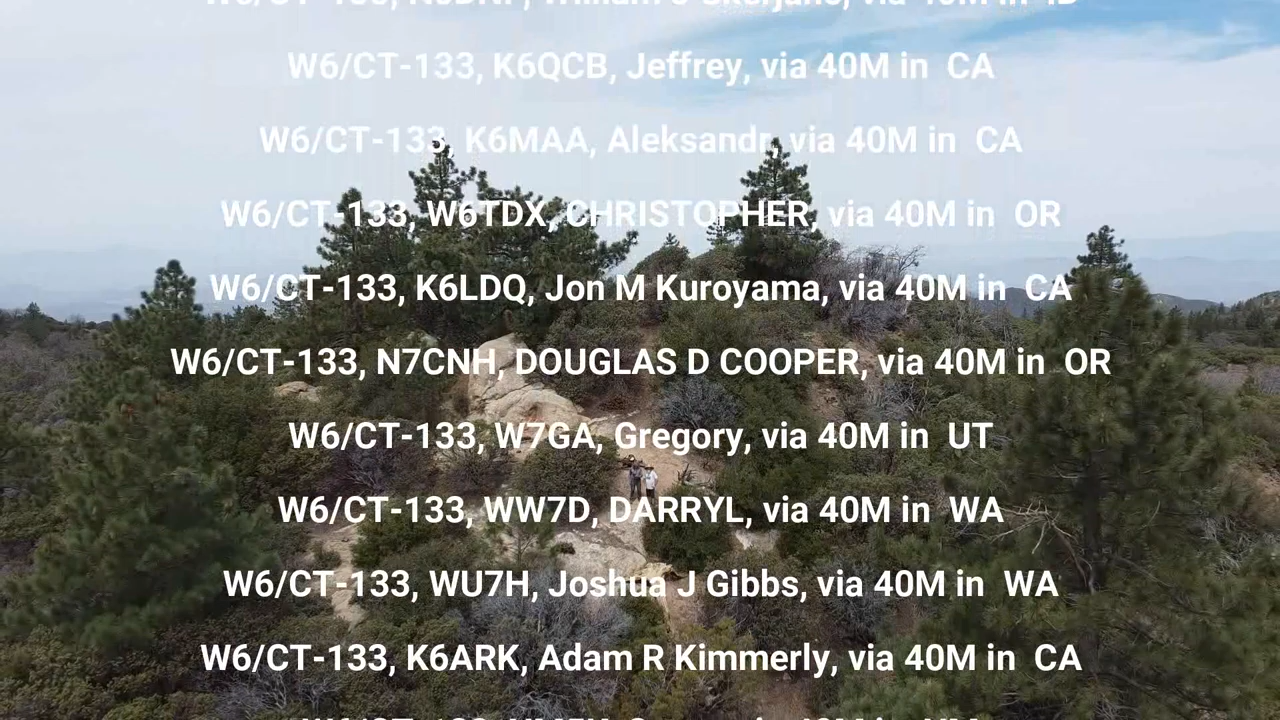 W6/CT-133, K6QCB, Jeffrey, via 40M in  CA
W6/CT-133, K6MAA, Aleksandr, via 40M in  CA
W6/CT-133, W6TDX, CHRISTOPHER, via 40M in  OR
W6/CT-133, K6LDQ, Jon M Kuroyama, via 40M in  CA
W6/CT-133, N7CNH, DOUGLAS D COOPER, via 40M in  OR
W6/CT-133, W7GA, Gregory, via 40M in  UT
W6/CT-133, WW7D, DARRYL, via 40M in  WA
W6/CT-133, WU7H, Joshua J Gibbs, via 40M in  WA
W6/CT-133, K6ARK, Adam R Kimmerly, via 40M in  CA